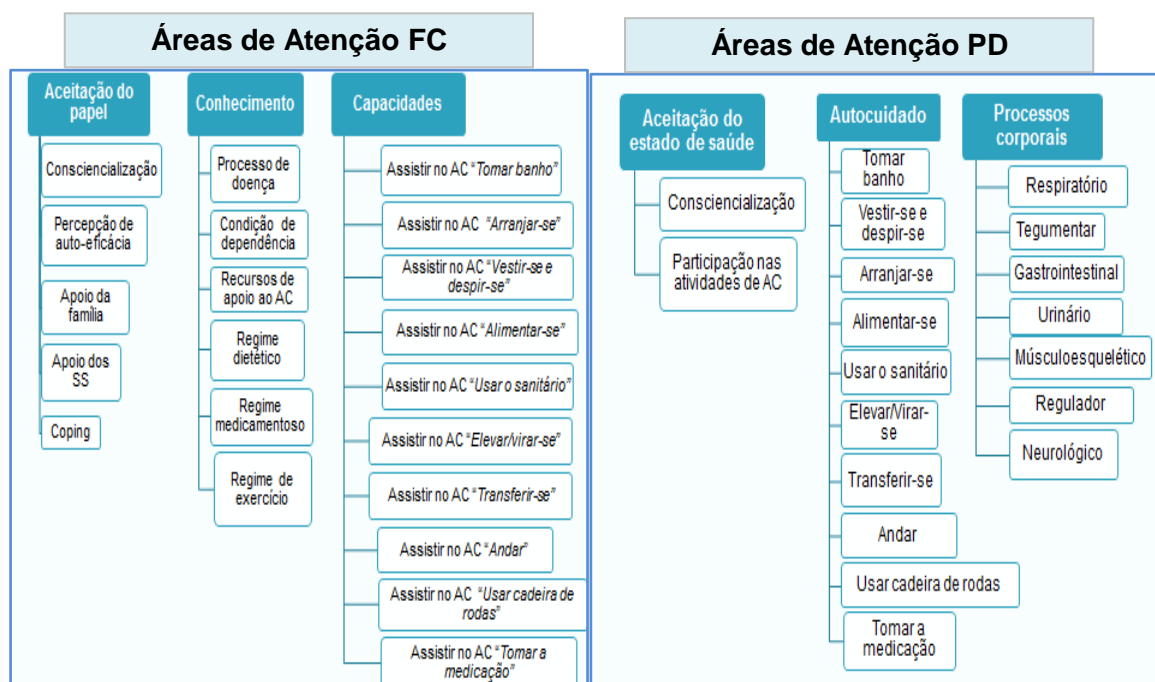 Áreas de Atenção FC
Aceitação do
papel
Consciencialização
Percepção de
auto-eficácia
Apoio da
família
Apoio dos
SS
Coping
Conhecimento
Processo de
doença
Condição de
dependência
Recursos de
apoio ao AC
Regime
dietético
Regime
medicamentoso
Regime de
exercício
Capacidades
Assistir no AC “Tomar banho”
Assistir no AC “Arranjar-se”
Assistir no AC “Vestir-se e
despir-se”
Assistir no AC “Alimentar-se”
Assistir no AC “Usar o sanitário”
Assistir no AC “Elevar/virar-se”
Assistir no AC “Transferir-se”
Assistir no AC “Andar”
Assistir no AC “Usar cadeira de
rodas”
Assistir no AC “Tomar a
medicação”
Áreas de Atenção PD
Aceitação do
estado de saúde
Consciencialização
Participação nas
atividades de AC
Autocuidado
Tomar
banho
Vestir-se e
despir-se
Arranjar-se
Alimentar-se
Usar o sanitário
Elevar/Virar-
se
Transferir-se
Andar
Usar cadeira de rodas
Tomar a
medicação
Processos
corporais
Respiratório
Tegumentar
Gastrointestinal
Urinário
Músculoesquelético
Regulador
Neurológico